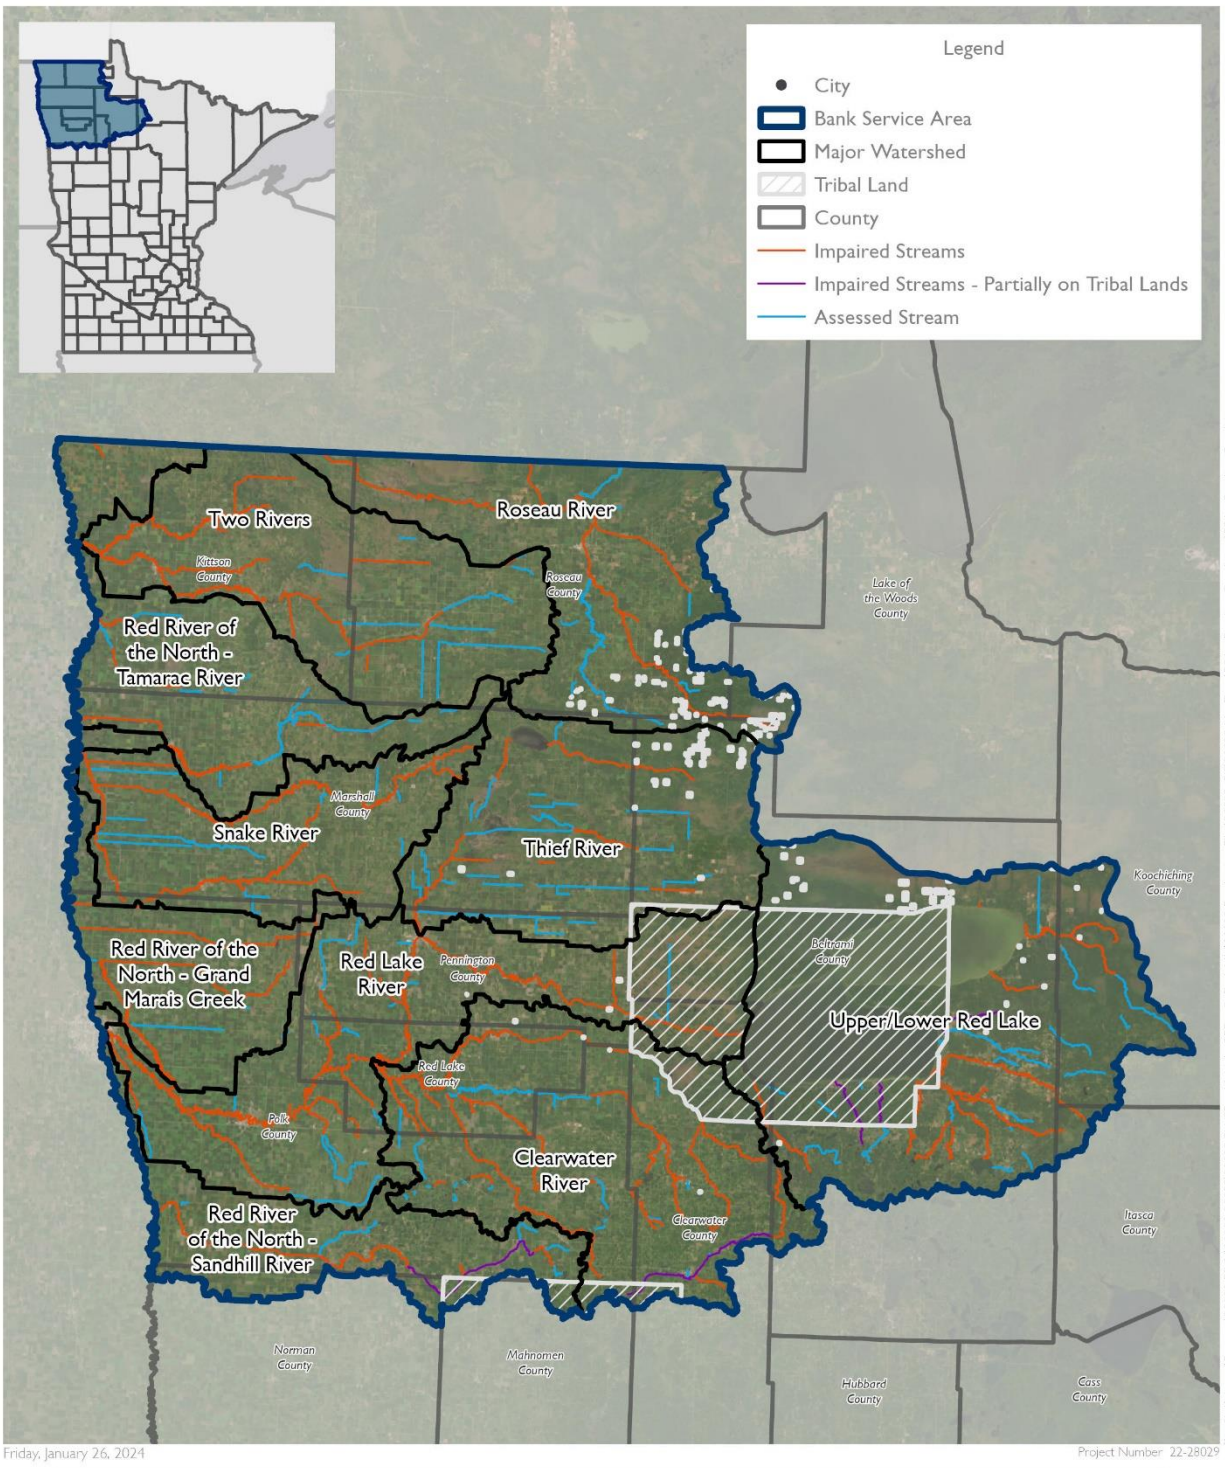 Legend
City
Bank Service Area
Major Watershed
Tribal Land
County
Impaired Streams
Impaired Streams - Partially on Tribal Lands
Assessed Stream
Two Rivers
Roseau River
Kittson
County
Roseau
County
Lake of
the Woods
County
Red River of
the North -
Tamarac River
Marshall
County
Snake River
Thief River
Koochiching
County
Red River of the
North - Grand
Marais Creek
Red Lake
River
Pennington
County
Beltrami
County
Upper/Lower Red Lake
Red Lake
County
Polk
County
Clearwater
River
Red River
of the North -
Sandhill River
Clearwater
County
Itasca
County
Norman
County
Mahnomen
County
Hubbard
County
Cass
County
Friday, January 26, 2024
Project Number 22-28029